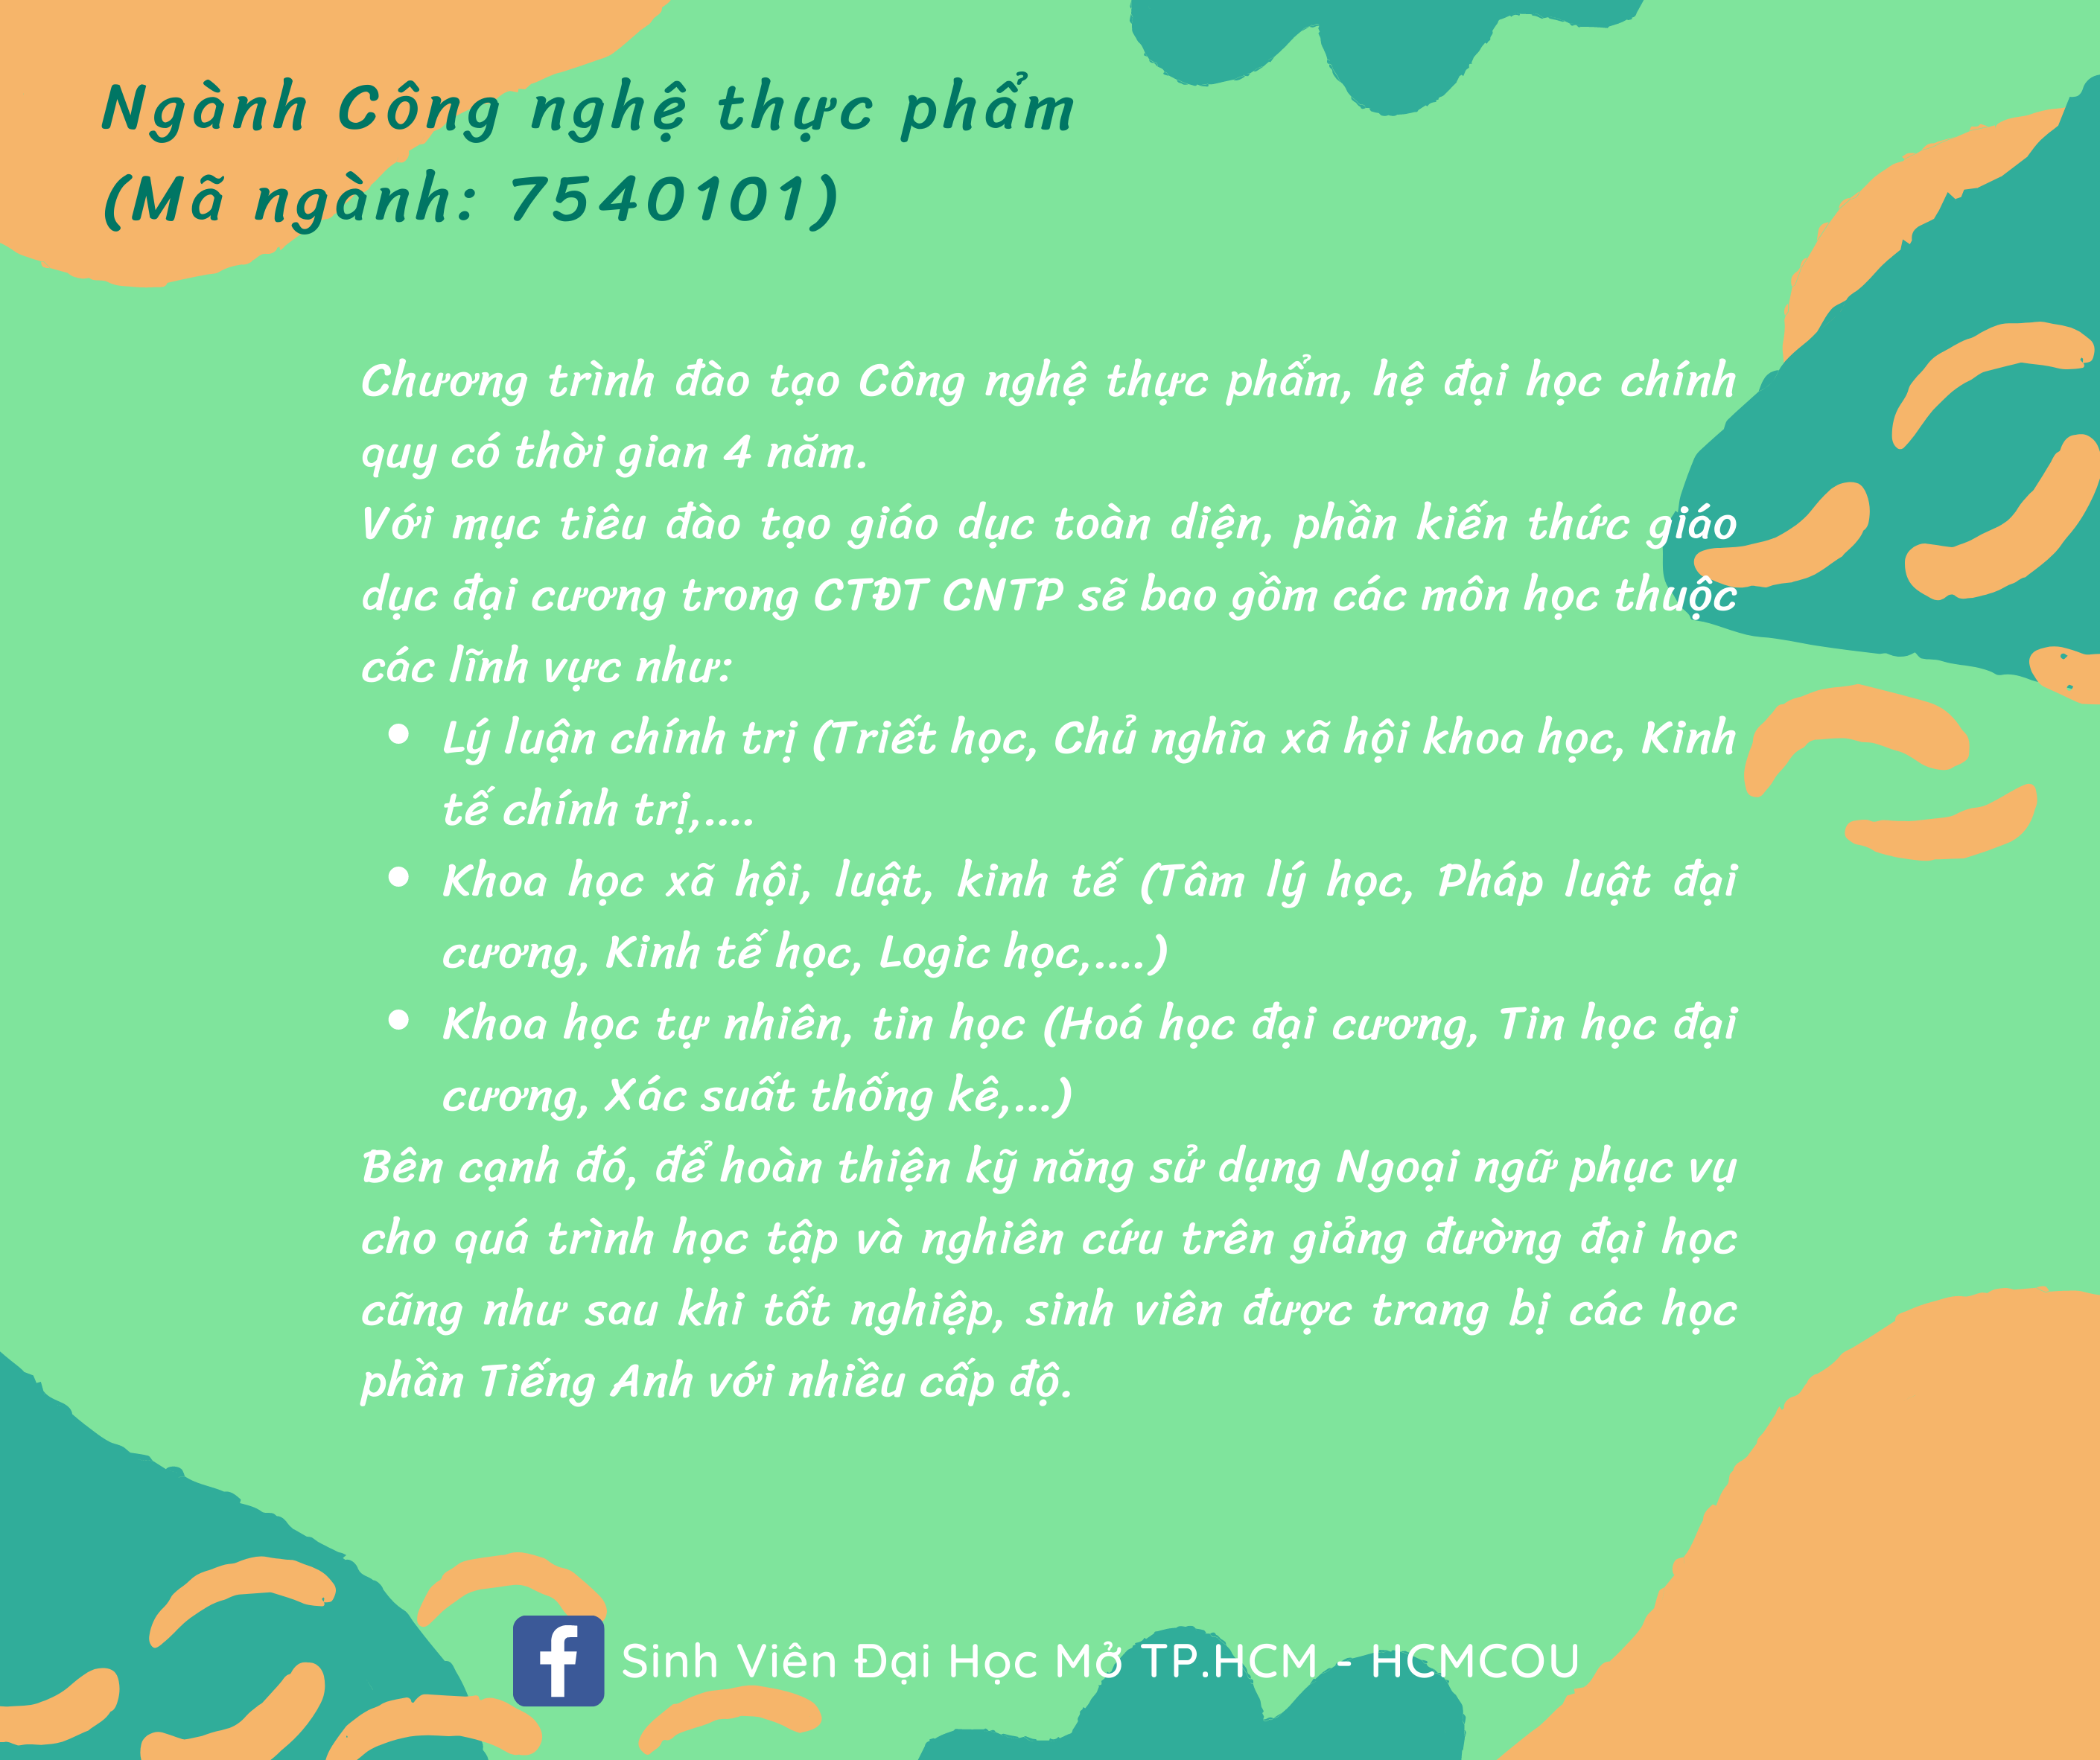 Ngành Công nghệ thực phẩm
(Mã ngành: 7540101)
Chương trình đào tạo Công nghệ thực phẩm, hệ đại học chính
quy có thời gian 4 năm.
Với mục tiêu đào tạo giáo dục toàn diện, phần kiến thức giáo
dục đại cương trong CTĐT CNTP sẽ bao gồm các môn học thuộc
các lĩnh vực như:
• Lý luận chính trị (Triết học, Chủ nghĩa xã hội khoa học, Kinh
tế chính trị,....
• Khoa học xã hội, luật, kinh tế (Tâm lý học, Pháp luật đại
cương, Kinh tế học, Logic học,.....)
• Khoa học tự nhiên, tin học (Hoá học đại cương, Tin học đại
cương, Xác suất thống kê,....)
Bên cạnh đó, để hoàn thiện kỹ năng sử dụng Ngoại ngữ phục vụ
cho quá trình học tập và nghiên cứu trên giảng đường đại học
cũng như sau khi tốt nghiệp, sinh viên được trang bị các học
phần Tiếng Anh với nhiều cấp độ.
Sinh Viên Đại Học Mở TP.HCM - HCMCOU